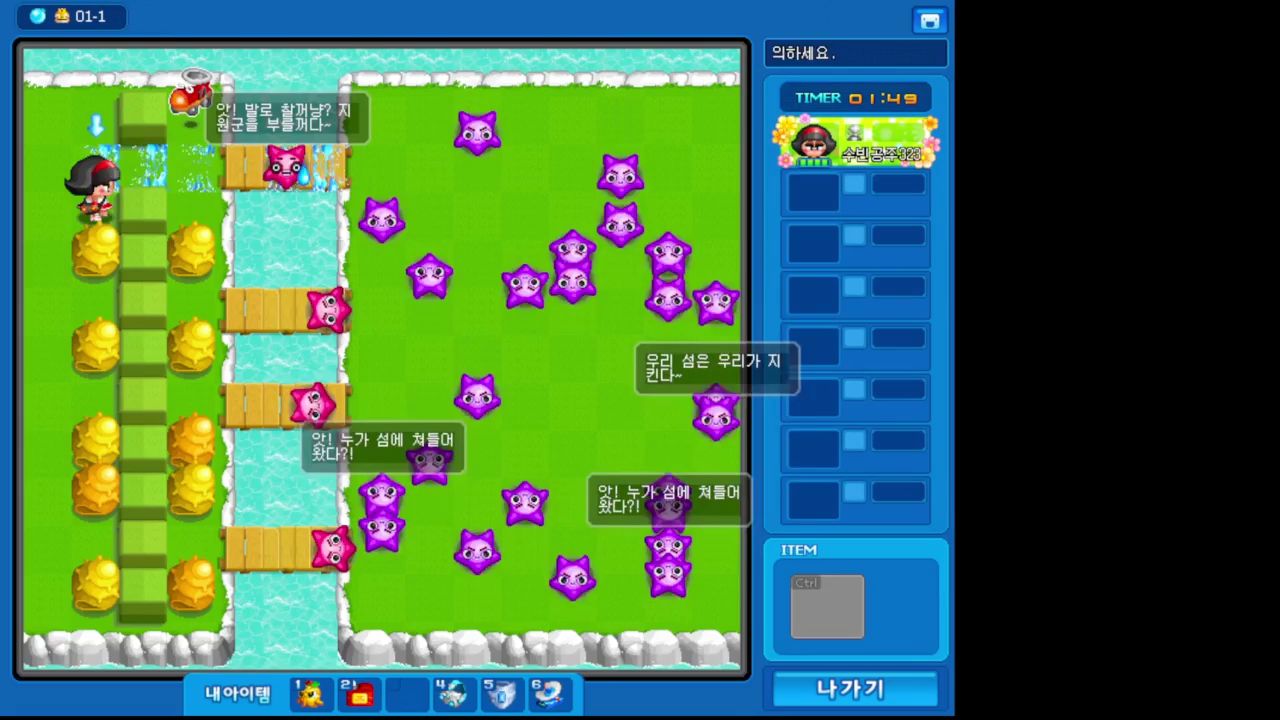 01-1
의하세요.
TIMER 01:49
수빈공주323
앗! 발로 찰꺼냥? 지
원군을 부를꺼다~
우리 섬은 우리가 지
킨다~
앗! 누가 섬에 쳐들어
왔다?!
앗! 누가 섬에 쳐들어
왔다?!
ITEM
Ctrl
내 아이템
1
2
4
5
6
나가기